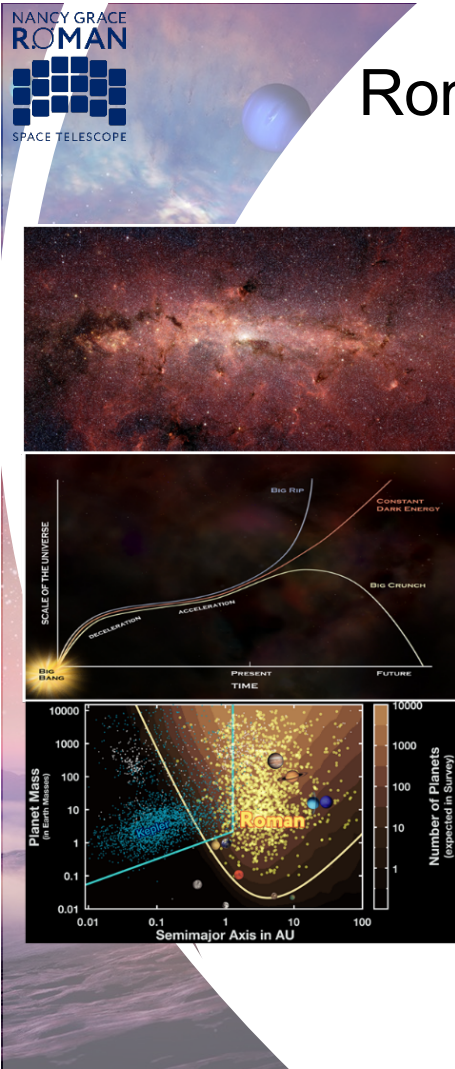 NANCY GRACE
ROMAN
SPACE TELESCOPE
Ror
SCALE OF THE UNIVERSE
BIG RIP
CONSTANT
DARK ENERGY
BIG CRUNCH
DECELERATION
ACCELERATION
BIG
BANG
PRESENT
FUTURE
TIME
Planet Mass
(in Earth Masses)
10000
1000
100
10
1
0.1
0.01
Kepler
Roman
0.01
0.1
1
10
100
Semimajor Axis in AU
10000
1000
100
10
1
Number of Planets
(expected in Survey)